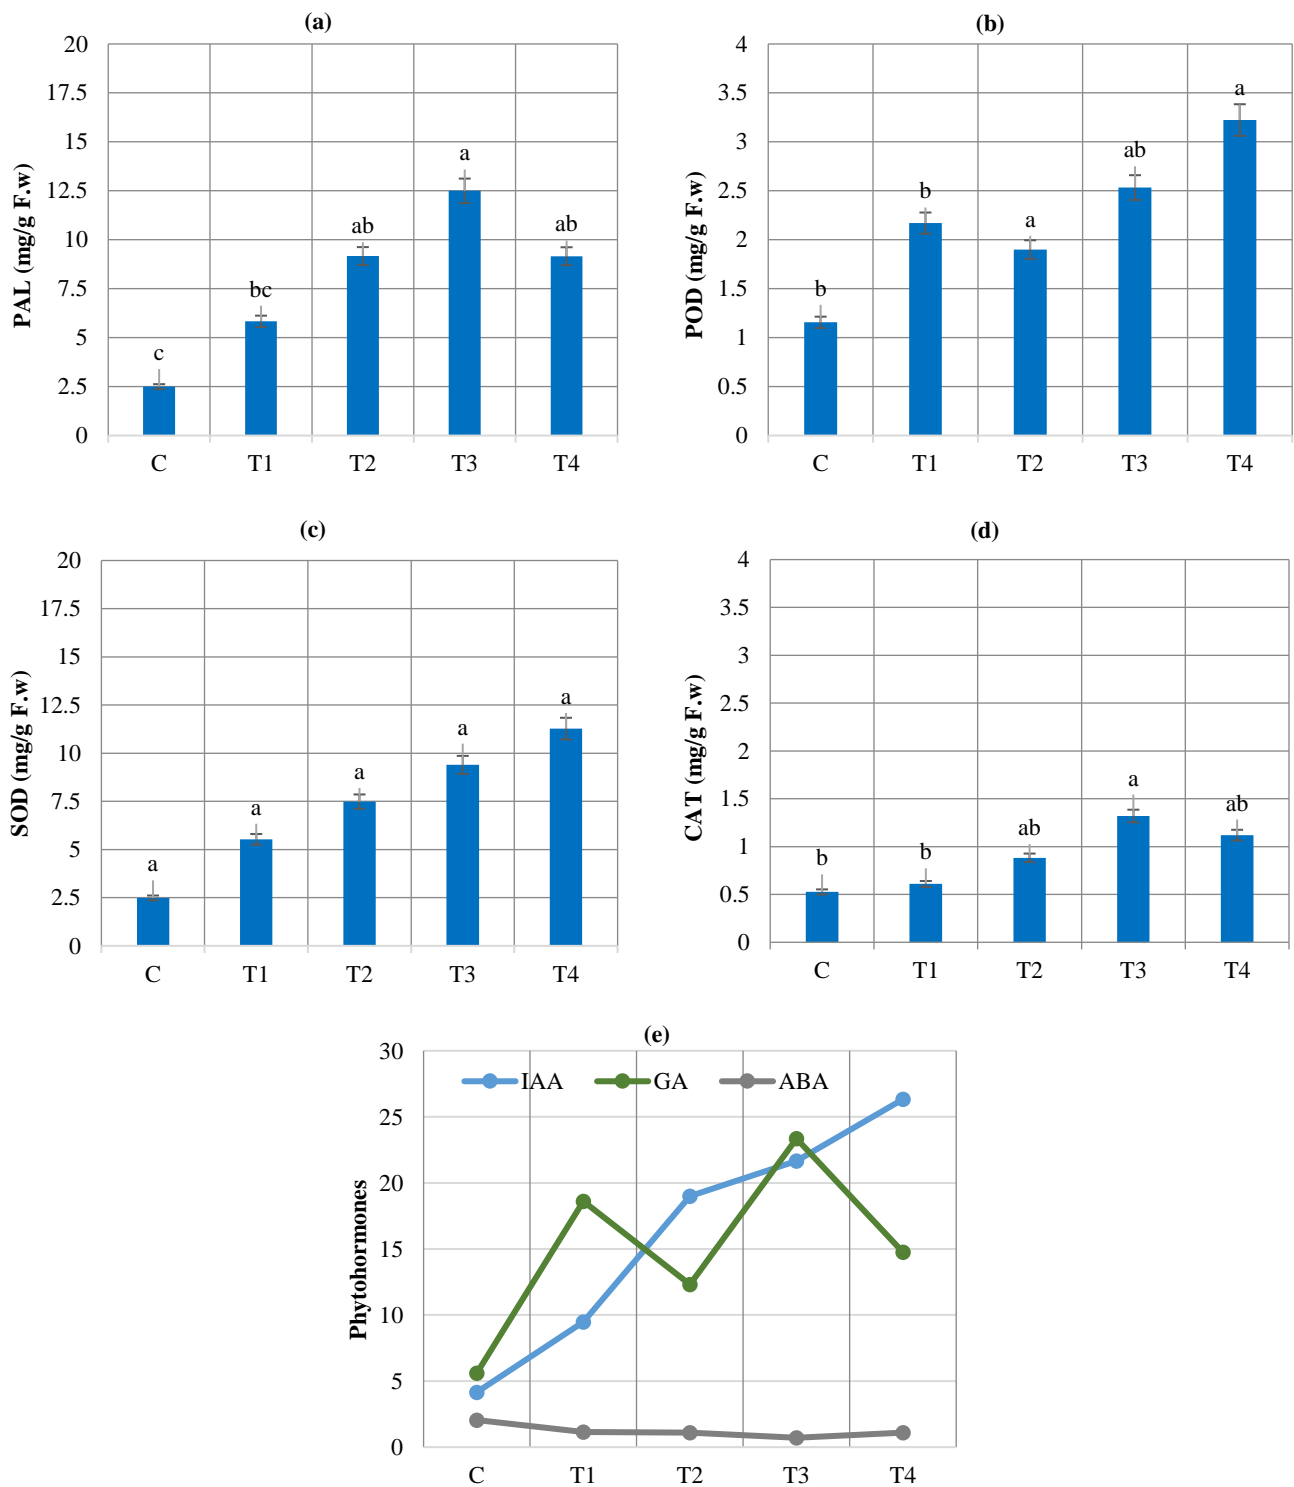 (a)
PAL (mg/g F.w)
20
17.5
15
12.5
10
7.5
5
2.5
0
c
bc
ab
a
ab
C T1 T2 T3 T4
(b)
POD (mg/g F.w)
4
3.5
3
2.5
2
1.5
1
0.5
0
b
b
a
ab
a
C T1 T2 T3 T4
(c)
SOD (mg/g F.w)
20
17.5
15
12.5
10
7.5
5
2.5
0
a
a
a
a
a
C T1 T2 T3 T4
(d)
CAT (mg/g F.w)
4
3.5
3
2.5
2
1.5
1
0.5
0
b
b
ab
a
ab
C T1 T2 T3 T4
(e)
Phytohormones
30
25
20
15
10
5
0
IAA GA ABA
C T1 T2 T3 T4